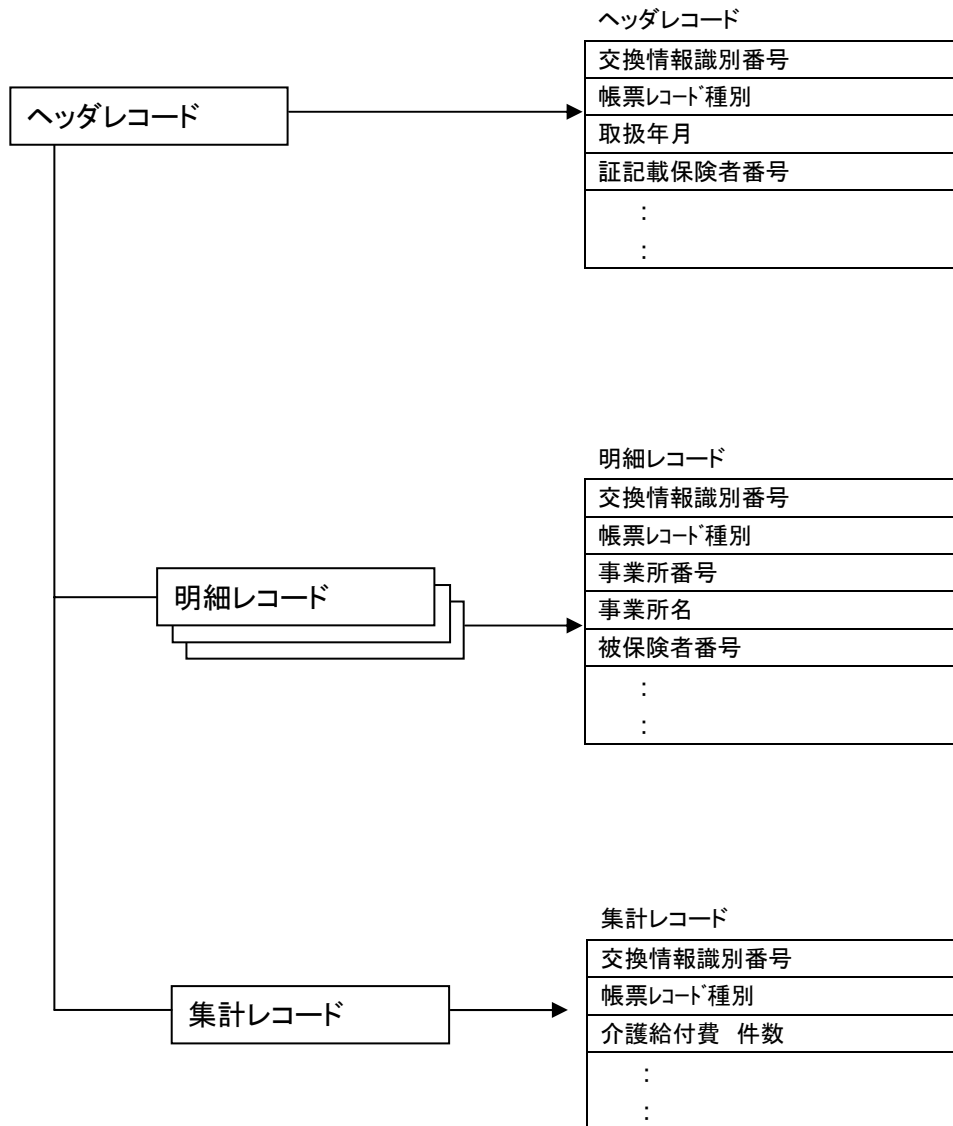 ヘッダレコード
ヘッダレコード
交換情報識別番号
帳票ﾚｺｰﾄﾞ種別
取扱年月
証記載保険者番号
:
:
明細レコード
明細レコード
交換情報識別番号
帳票ﾚｺｰﾄﾞ種別
事業所番号
事業所名
被保険者番号
:
:
集計レコード
集計レコード
交換情報識別番号
帳票ﾚｺｰﾄﾞ種別
介護給付費　件数
:
: